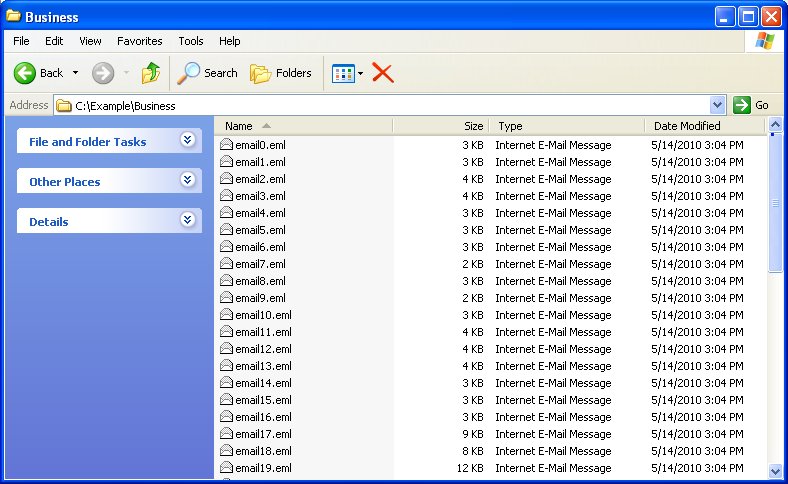 Business
File Edit View Favorites Tools Help
Back Search Folders
Address C:\Example\Business Go
File and Folder Tasks
Other Places
Details
Name Size Type Date Modified
email0.eml 3 KB Internet E-Mail Message 5/14/2010 3:04 PM
email1.eml 3 KB Internet E-Mail Message 5/14/2010 3:04 PM
email2.eml 4 KB Internet E-Mail Message 5/14/2010 3:04 PM
email3.eml 4 KB Internet E-Mail Message 5/14/2010 3:04 PM
email4.eml 3 KB Internet E-Mail Message 5/14/2010 3:04 PM
email5.eml 3 KB Internet E-Mail Message 5/14/2010 3:04 PM
email6.eml 3 KB Internet E-Mail Message 5/14/2010 3:04 PM
email7.eml 2 KB Internet E-Mail Message 5/14/2010 3:04 PM
email8.eml 3 KB Internet E-Mail Message 5/14/2010 3:04 PM
email9.eml 2 KB Internet E-Mail Message 5/14/2010 3:04 PM
email10.eml 3 KB Internet E-Mail Message 5/14/2010 3:04 PM
email11.eml 4 KB Internet E-Mail Message 5/14/2010 3:04 PM
email12.eml 4 KB Internet E-Mail Message 5/14/2010 3:04 PM
email13.eml 4 KB Internet E-Mail Message 5/14/2010 3:04 PM
email14.eml 3 KB Internet E-Mail Message 5/14/2010 3:04 PM
email15.eml 3 KB Internet E-Mail Message 5/14/2010 3:04 PM
email16.eml 3 KB Internet E-Mail Message 5/14/2010 3:04 PM
email17.eml 9 KB Internet E-Mail Message 5/14/2010 3:04 PM
email18.eml 8 KB Internet E-Mail Message 5/14/2010 3:04 PM
email19.eml 12 KB Internet E-Mail Message 5/14/2010 3:04 PM